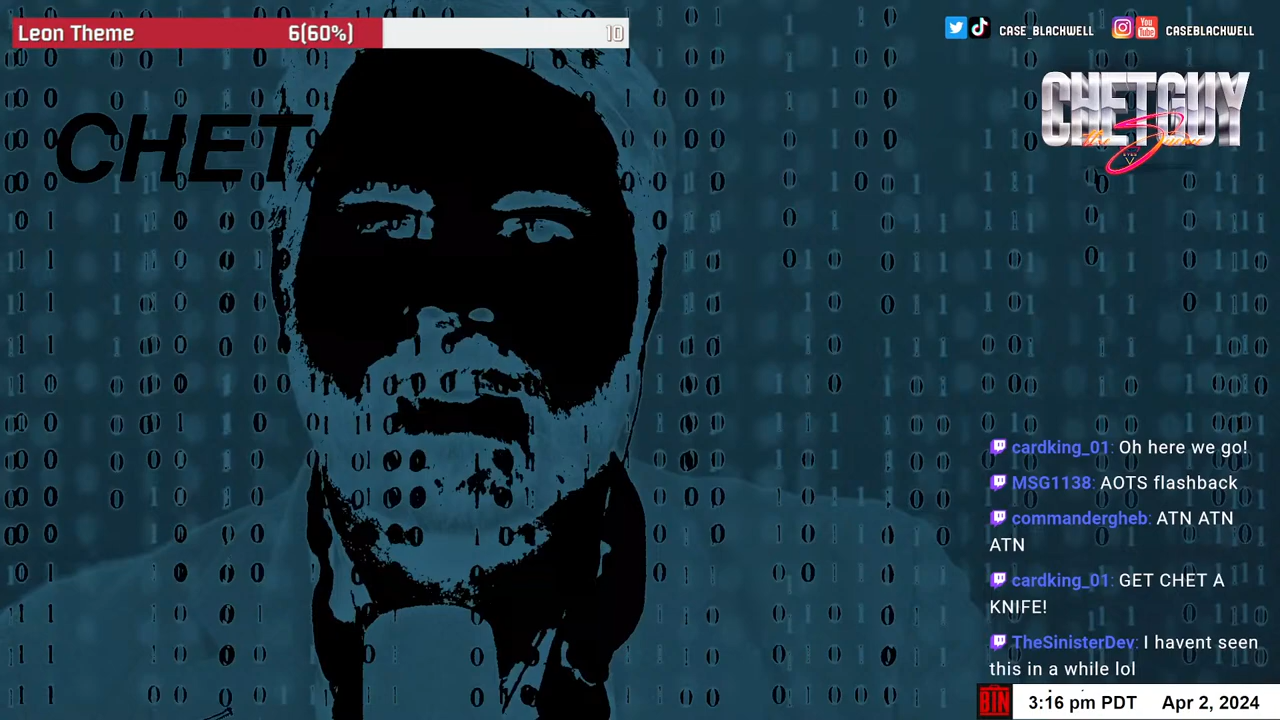 Leon Theme 6(60%) 10
CASE_BLACKWELL
CASEBLACKWELL
CHETGUY
the
CHET
cardking_01: Oh here we go!
MSG1138: AOTS flashback
commandergheb: ATN ATN
ATN
cardking_01: GET CHET A
KNIFE!
TheSinisterDev: I havent seen
this in a while lol
BIN 3:16 pm PDT Apr 2, 2024